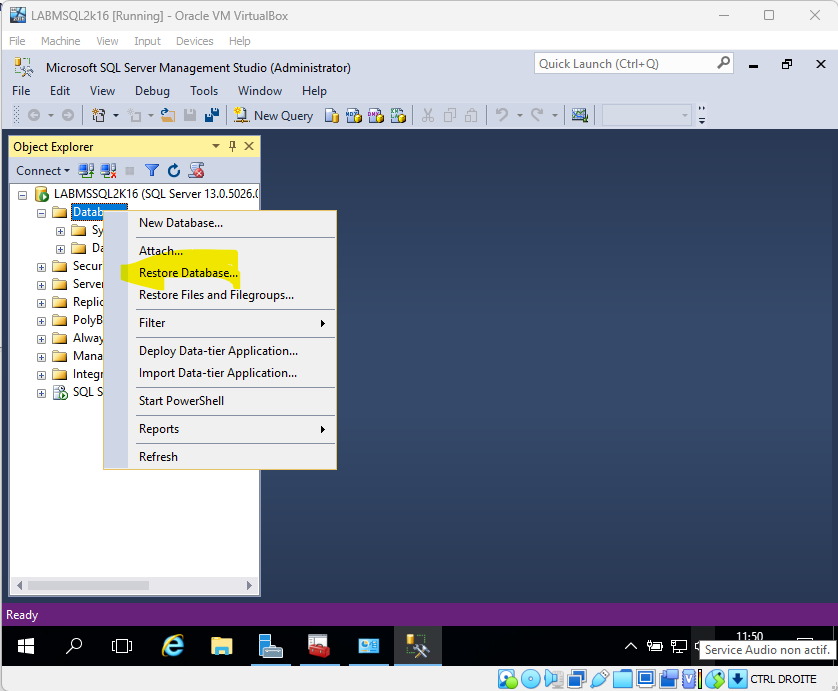 LABMSQL2k16 [Running] - Oracle VM VirtualBox
File Machine View Input Devices Help
Microsoft SQL Server Management Studio (Administrator)
Quick Launch (Ctrl+Q)
File Edit View Debug Tools Window Help
New Query
Object Explorer
Connect
LABMSSQL2K16 (SQL Server 13.0.5026.0
Datab
Sy
Da
Secur
Server
Replic
PolyB
Alway
Mana
Integr
SQL S
New Database...
Attach...
Restore Database...
Restore Files and Filegroups...
Filter
Deploy Data-tier Application...
Import Data-tier Application...
Start PowerShell
Reports
Refresh
Ready
11:50
Service Audio non actif.
CTRL DROITE